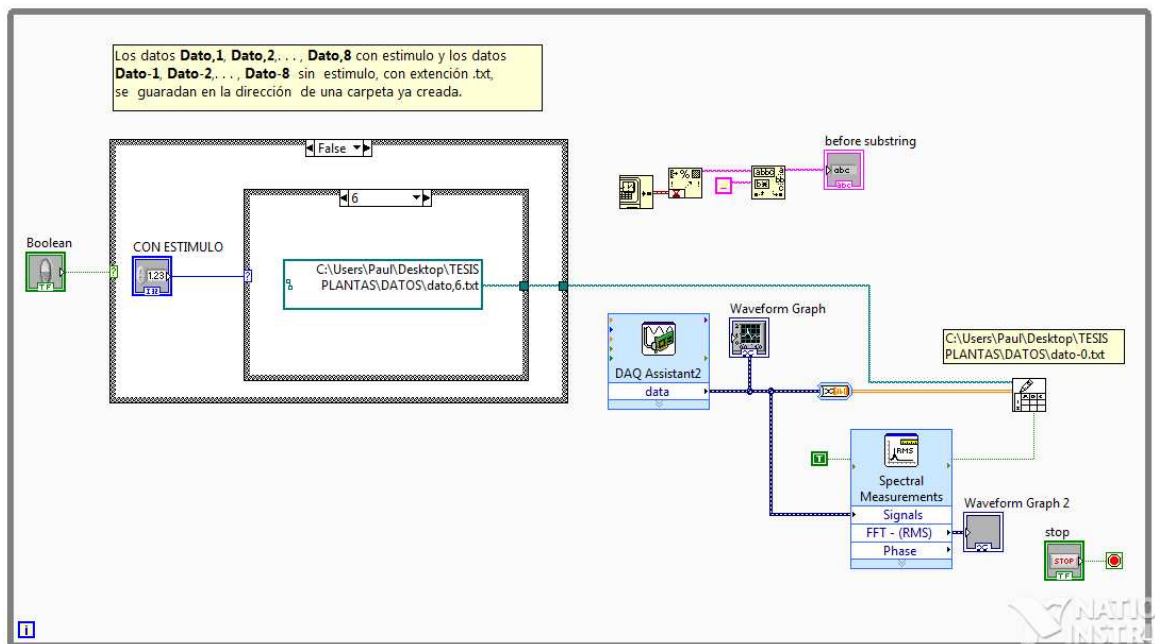 Los datos Dato,1, Dato,2,. . . , Dato,8 con estimulo y los datos
Dato-1, Dato-2,. . . , Dato-8 sin estimulo, con extención .txt,
se guaradan en la dirección de una carpeta ya creada.
False
before substring
abc
abc
6
Boolean
TF
CON ESTIMULO
1.23
I32
C:\Users\Paul\Desktop\TESIS
PLANTAS\DATOS\dato,6.txt
Waveform Graph
C:\Users\Paul\Desktop\TESIS
PLANTAS\DATOS\dato-0.txt
DAQ Assistant2
data
T
RMS
Spectral
Measurements
Signals
FFT - (RMS)
Phase
Waveform Graph 2
stop
STOP
TF
i